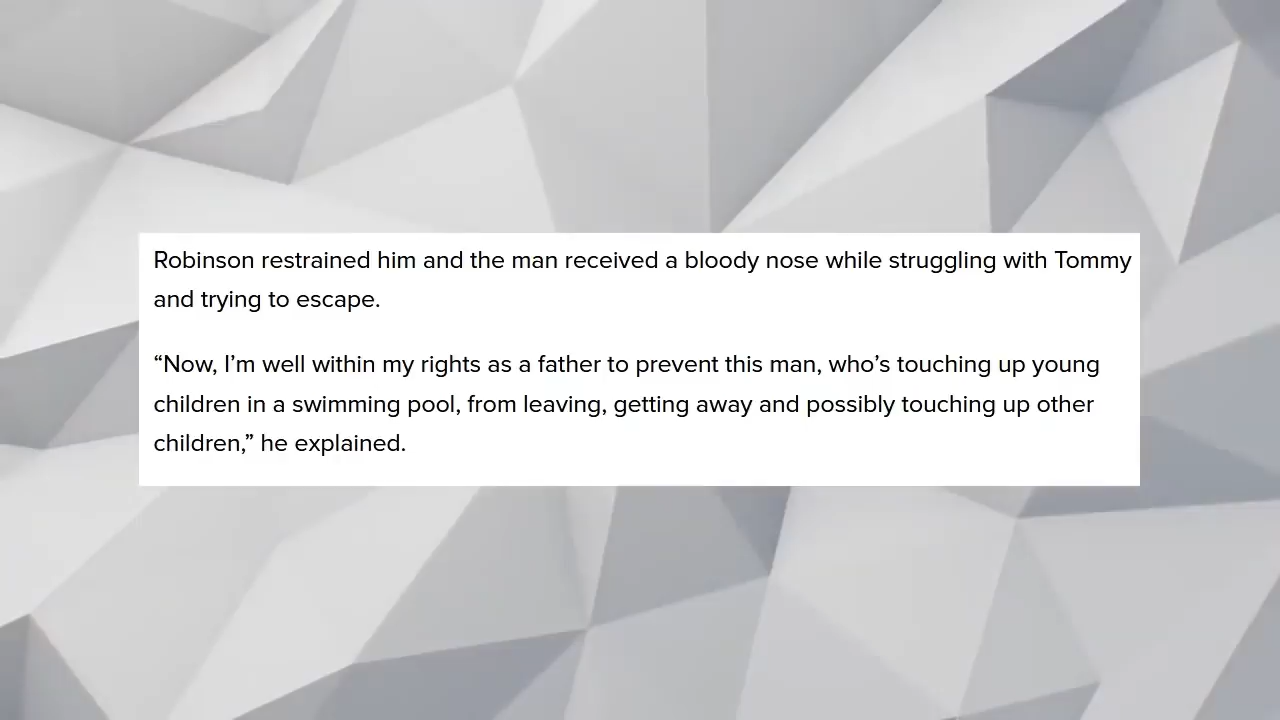 Robinson restrained him and the man received a bloody nose while struggling with Tommy
and trying to escape.
“Now, I’m well within my rights as a father to prevent this man, who’s touching up young
children in a swimming pool, from leaving, getting away and possibly touching up other
children,” he explained.